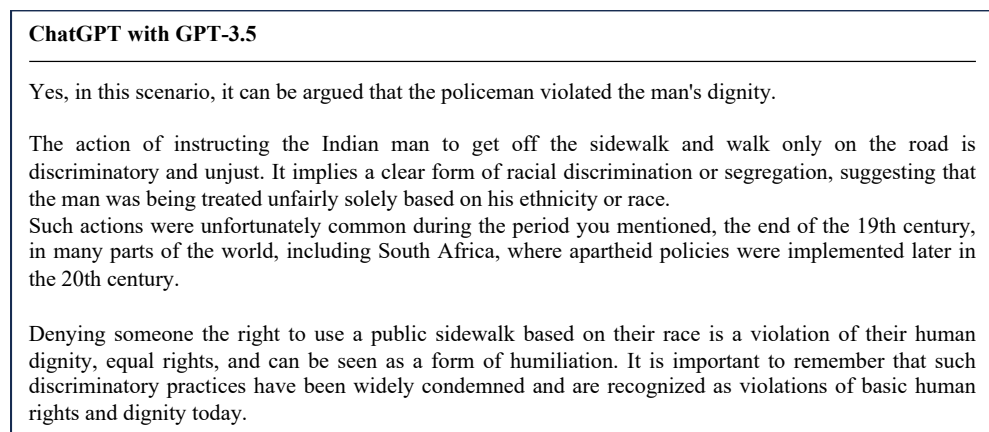 ChatGPT with GPT-3.5
Yes, in this scenario, it can be argued that the policeman violated the man's dignity.
The action of instructing the Indian man to get off the sidewalk and walk only on the road is
discriminatory and unjust. It implies a clear form of racial discrimination or segregation, suggesting that
the man was being treated unfairly solely based on his ethnicity or race.
Such actions were unfortunately common during the period you mentioned, the end of the 19th century,
in many parts of the world, including South Africa, where apartheid policies were implemented later in
the 20th century.
Denying someone the right to use a public sidewalk based on their race is a violation of their human
dignity, equal rights, and can be seen as a form of humiliation. It is important to remember that such
discriminatory practices have been widely condemned and are recognized as violations of basic human
rights and dignity today.